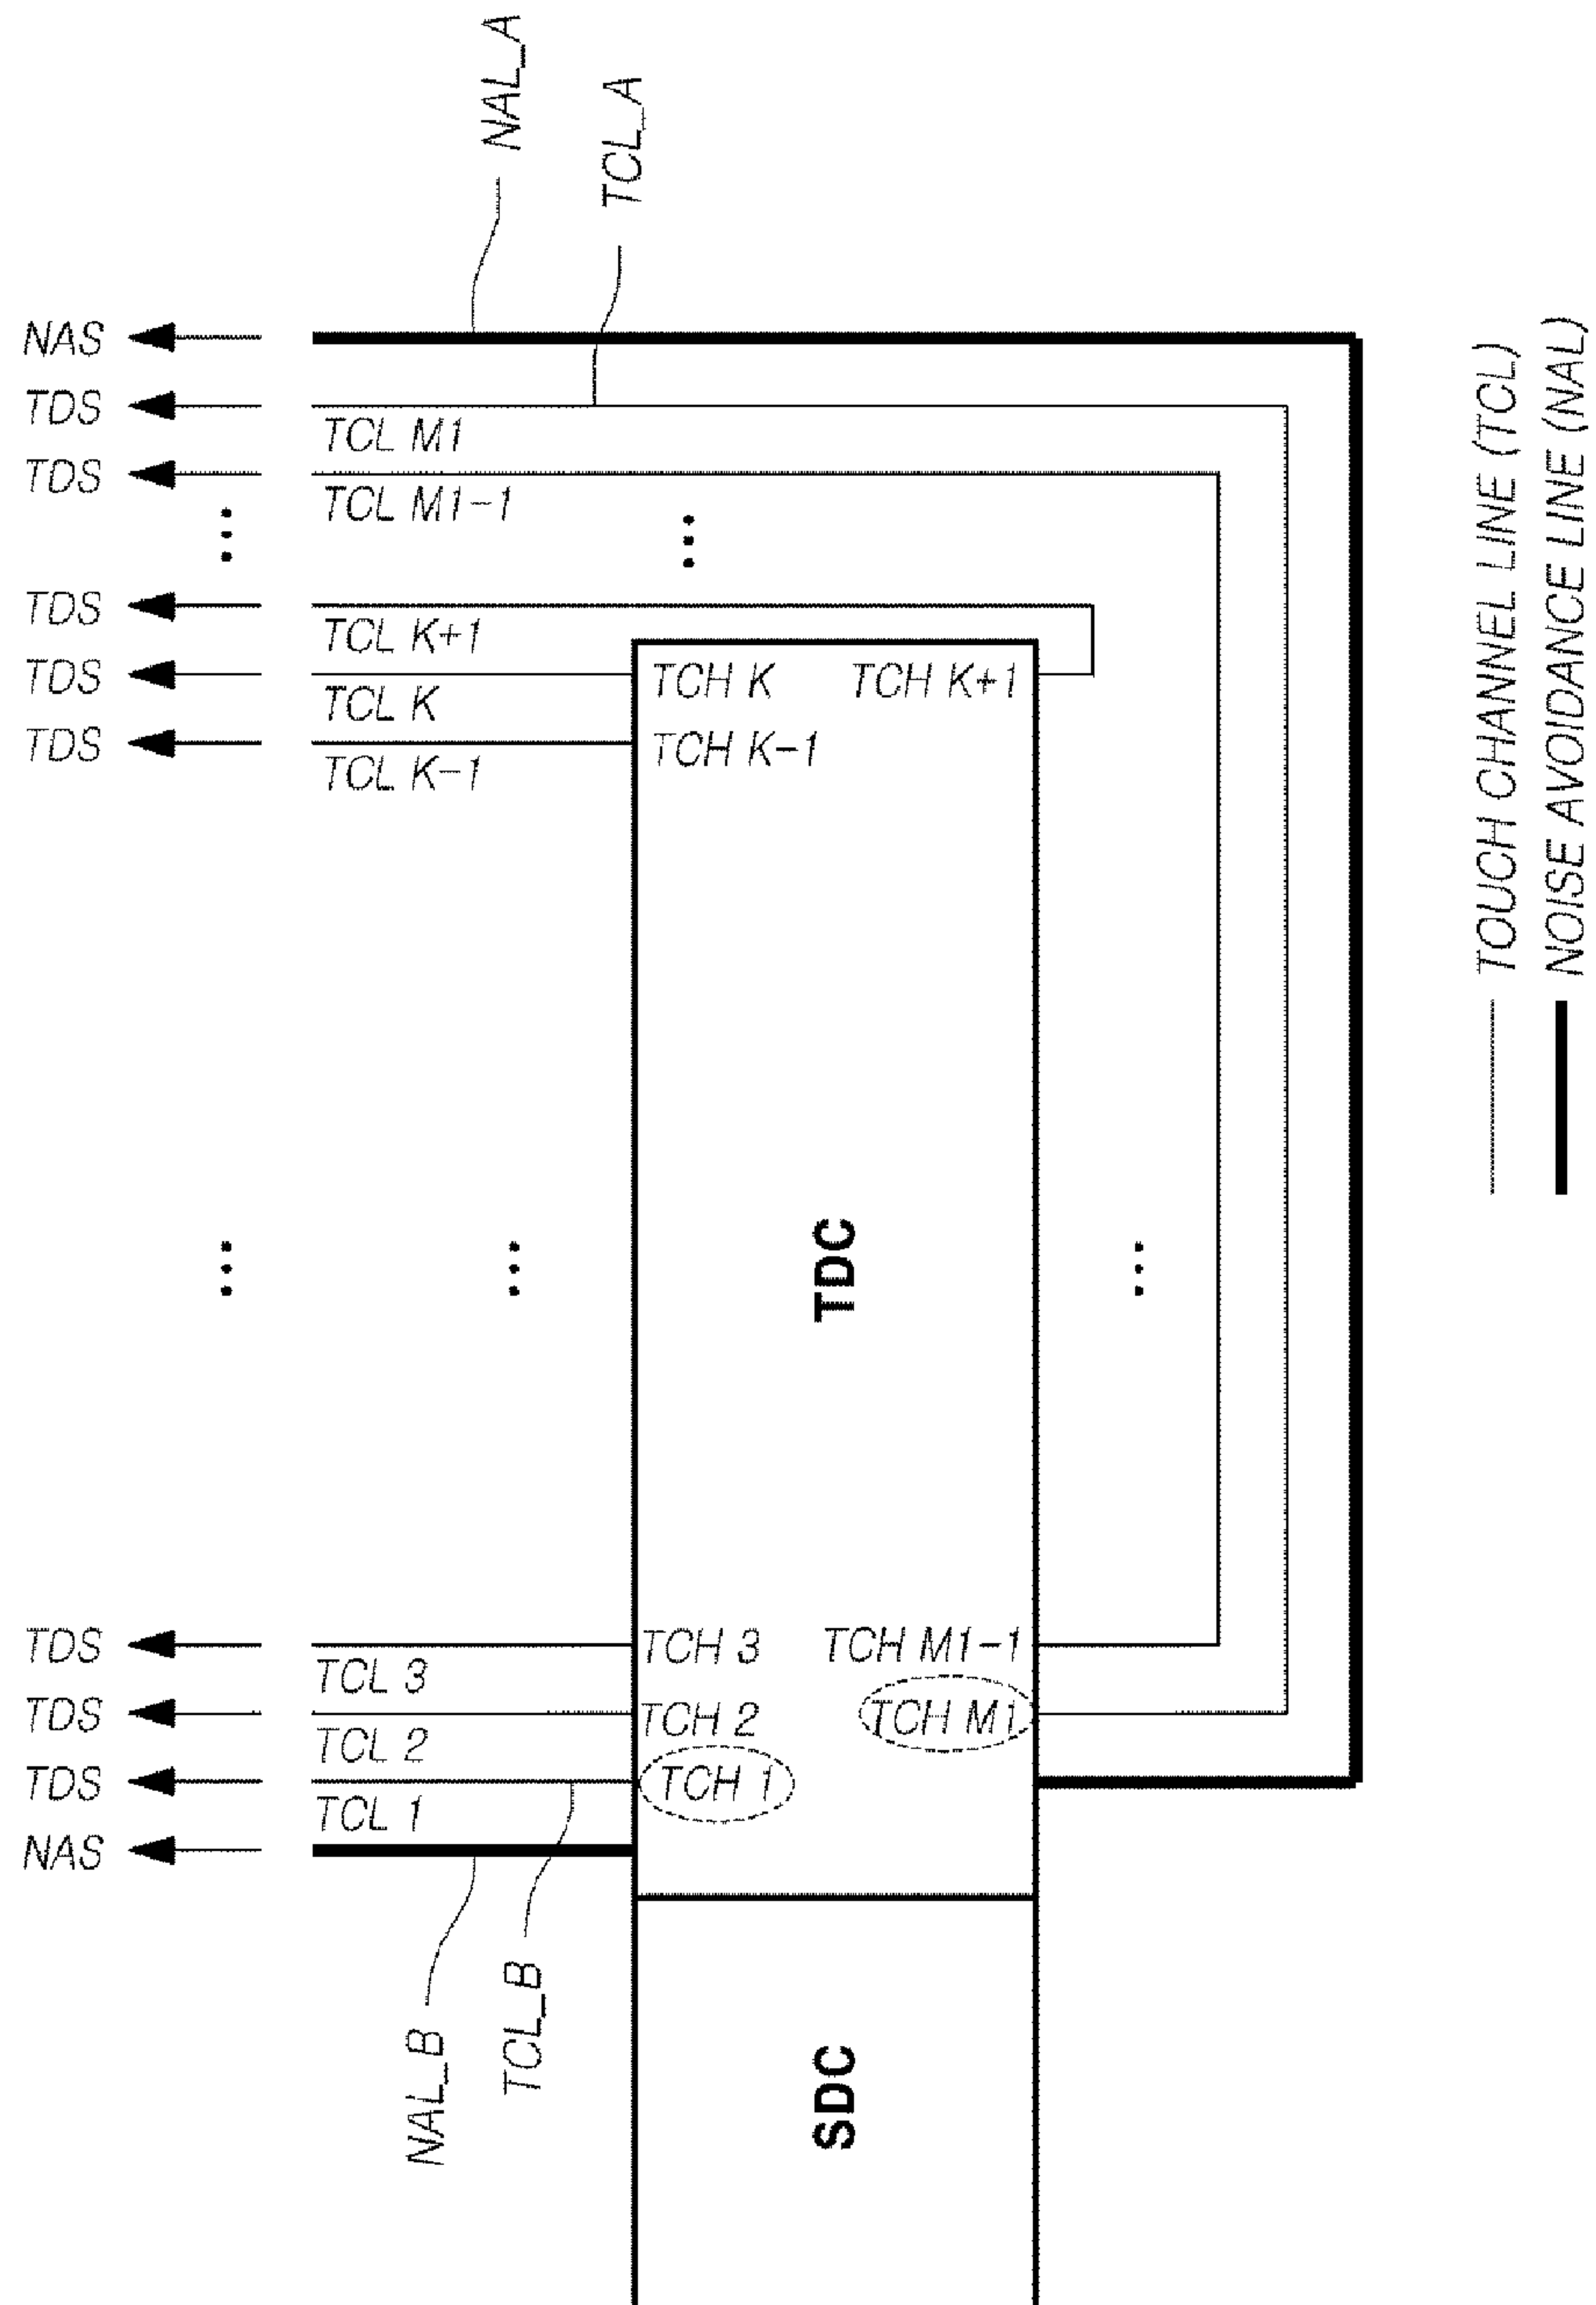 NAL_A
TCL_A
NAS
TDS
TCL M1
TDS
TCL M1-1
TDS
TCL K+1
TDS
TCL K
TCH K
TCH K+1
TDS
TCL K-1
TCH K-1
TDC
TDS
TCL 3
TCH 3
TCH M1-1
TDS
TCL 2
TCH 2
TCH M1
TDS
TCL 1
TCH 1
NAS
NAL_B
TCL_B
SDC
TOUCH CHANNEL LINE (TCL)
NOISE AVOIDANCE LINE (NAL)